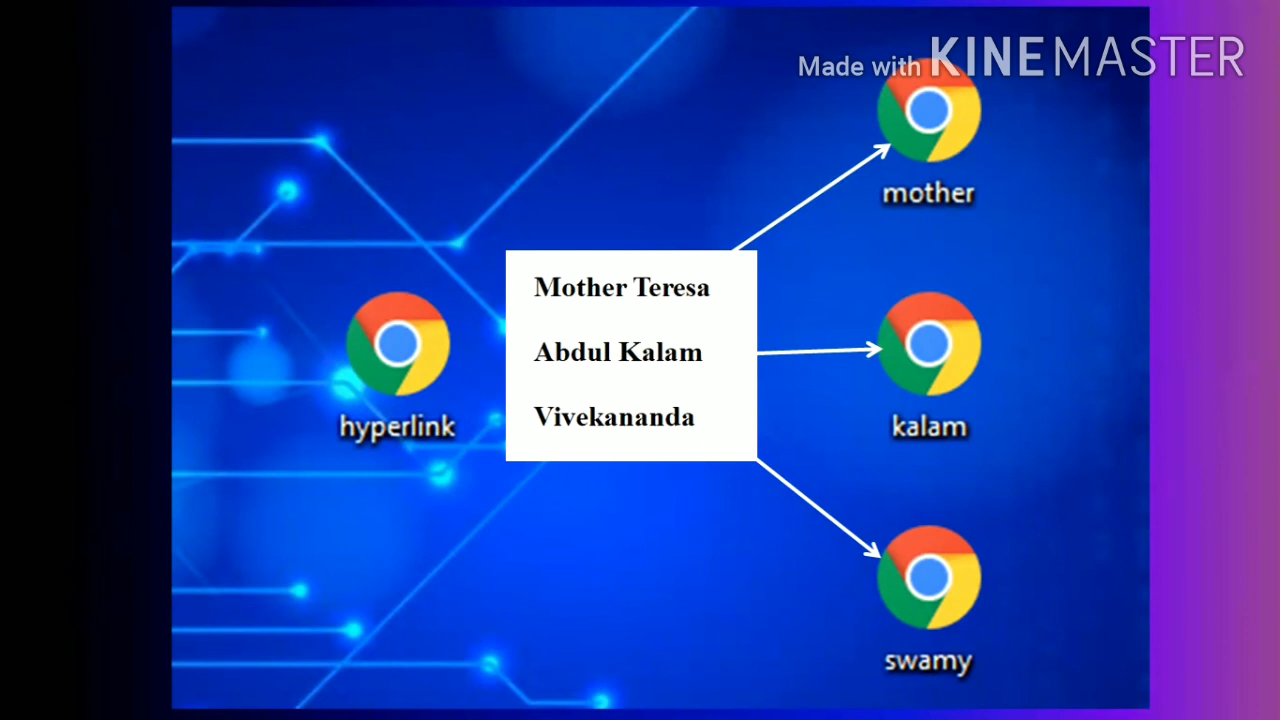 Made with KINEMASTER
mother
Mother Teresa
Abdul Kalam
Vivekananda
hyperlink
kalam
swamy